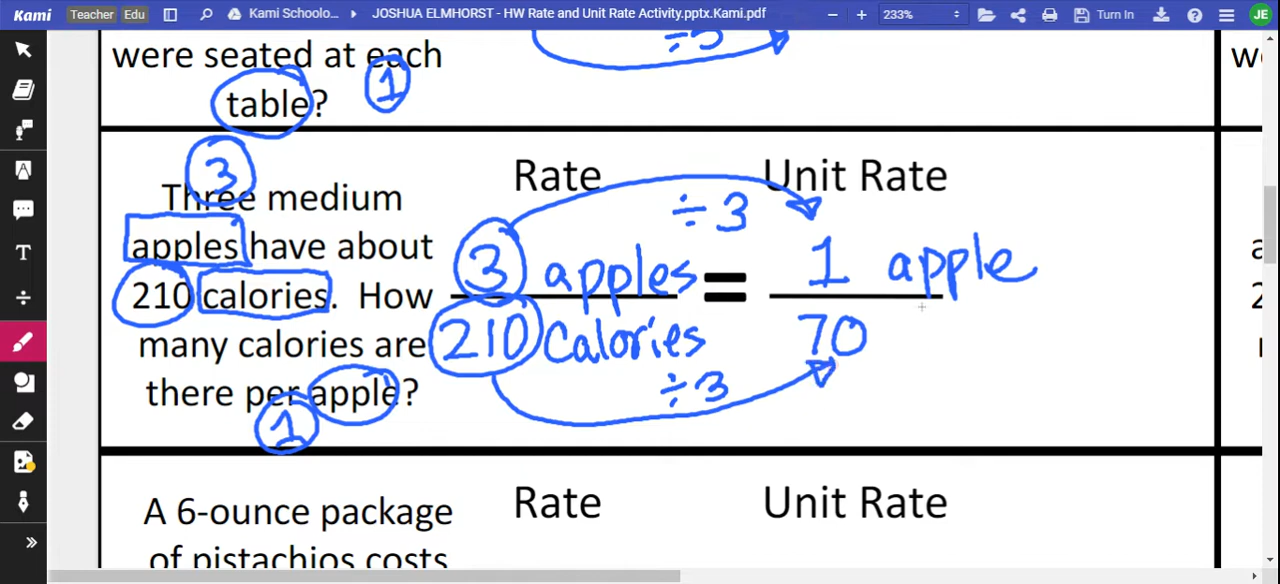 Kami Teacher Edu Kami Schoolo... JOSHUA ELMHORST - HW Rate and Unit Rate Activity.pptx.Kami.pdf 233% Turn In JE
were seated at each
table?
1
÷5
3
Three medium
apples have about
210 calories. How
many calories are
there per apple?
1
Rate
Unit Rate
÷3
3 apples = 1 apple
210 Calories 70
÷3
A 6-ounce package
of pistachios costs
Rate
Unit Rate